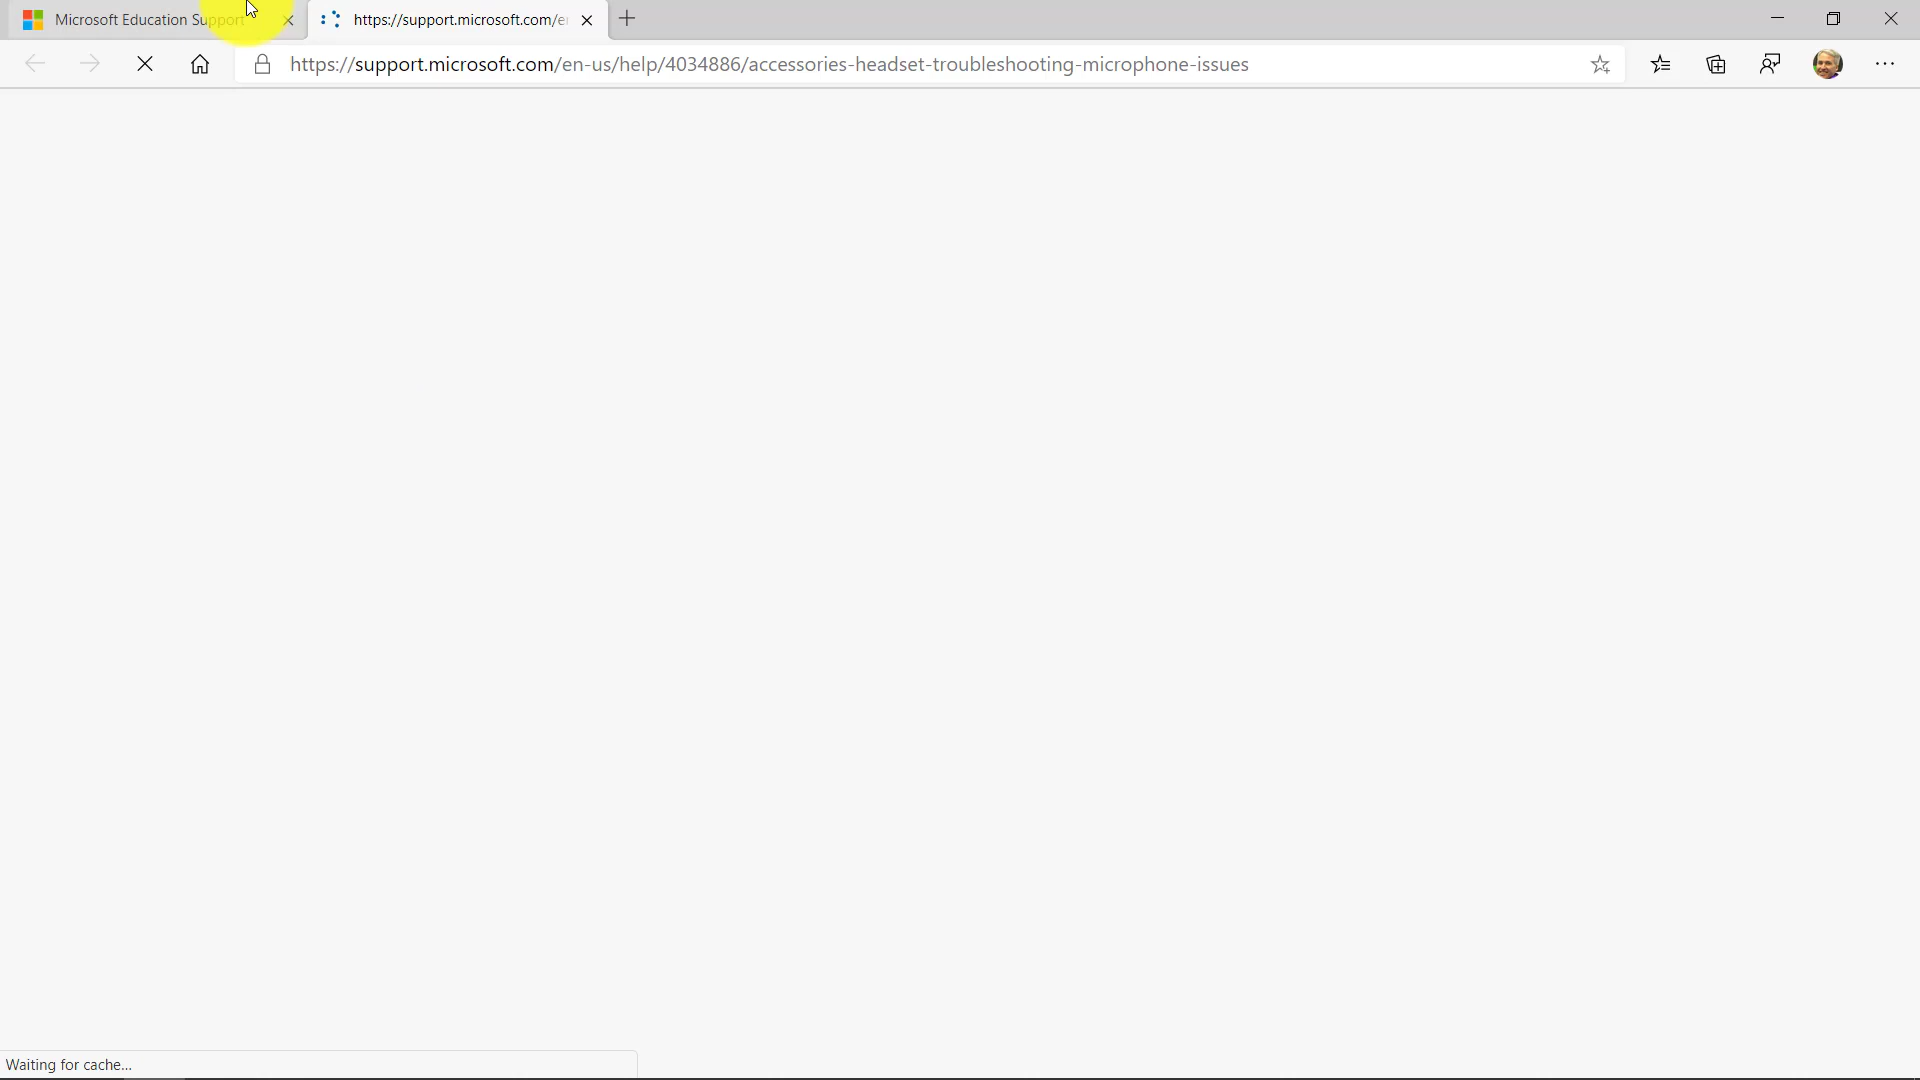 Microsoft Education Support
https://support.microsoft.com/e
https://support.microsoft.com/en-us/help/4034886/accessories-headset-troubleshooting-microphone-issues
Waiting for cache...